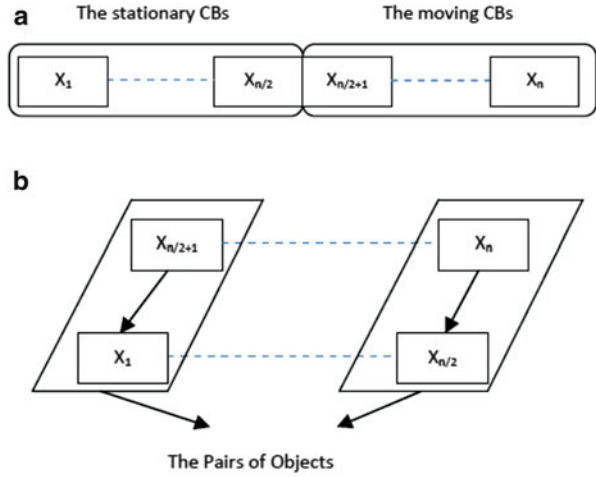 a
The stationary CBs The moving CBs
X1 Xn/2 Xn/2+1 Xn
b
Xn/2+1 Xn
X1 Xn/2
The Pairs of Objects